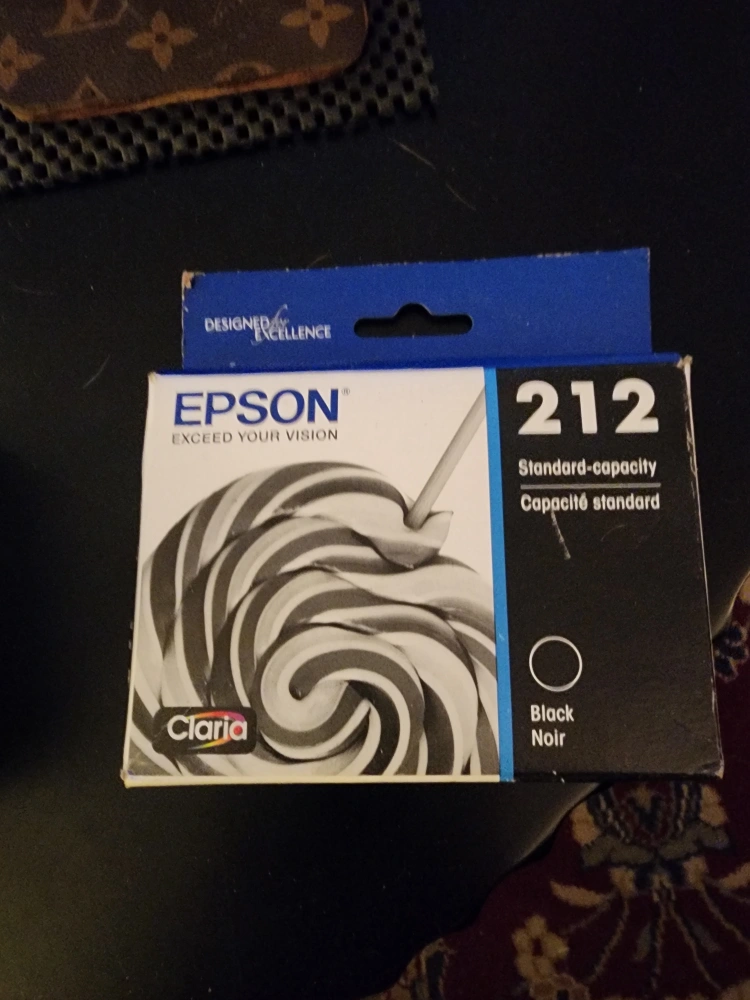 DESIGNED for
EXCELLENCE
EPSON®
EXCEED YOUR VISION
212
Standard-capacity
Capacité standard
Black
Noir
Claria